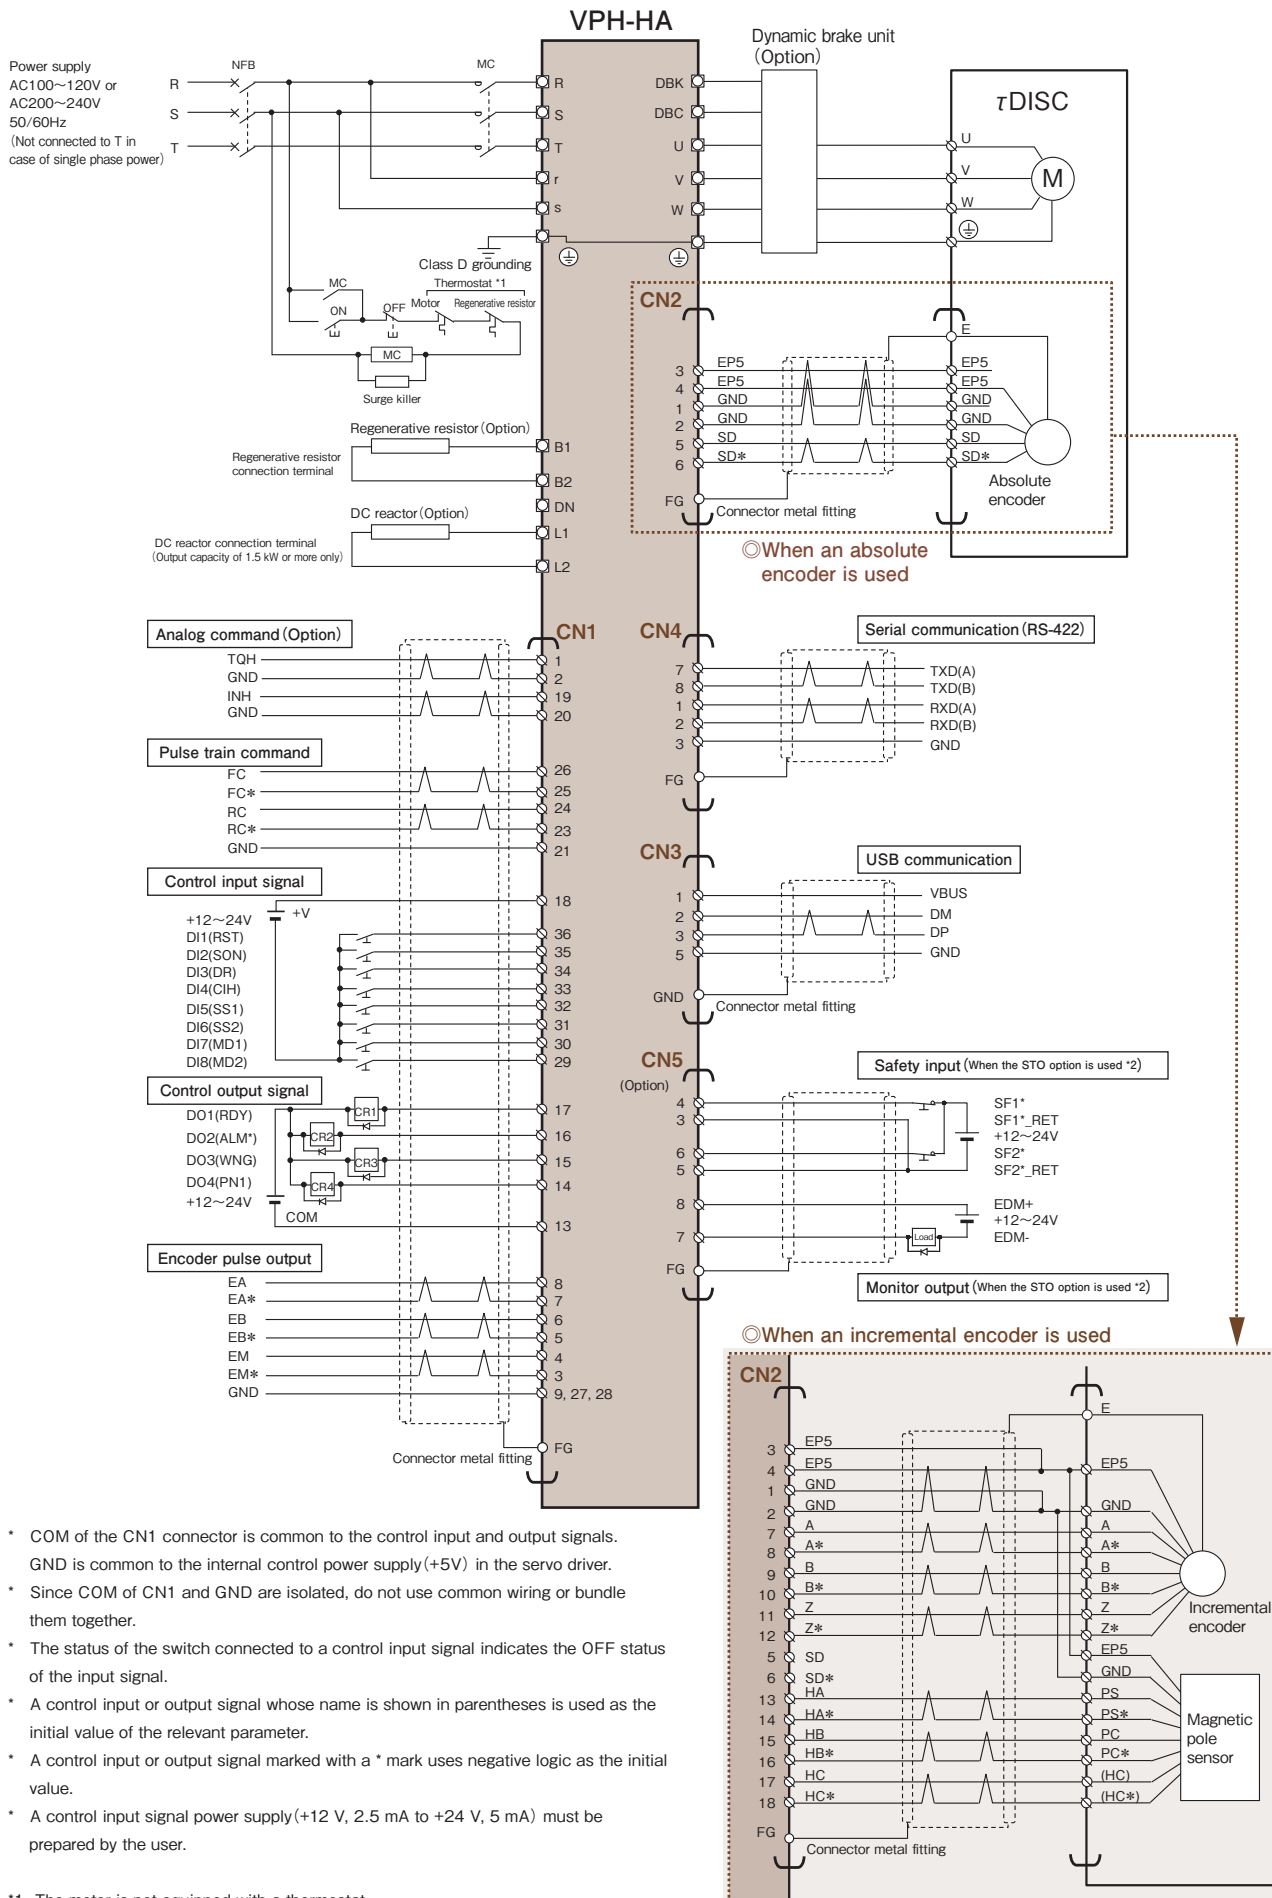 VPH-HA
Power supply
AC100～120V or
AC200～240V
50/60Hz
(Not connected to T in
case of single phase power)
R
S
T
NFB
MC
R
S
T
r
s
Class D grounding
MC
ON
OFF
Thermostat *1
Motor
Regenerative resistor
MC
Surge killer
Regenerative resistor (Option)
Regenerative resistor
connection terminal
B1
B2
DN
DC reactor (Option)
DC reactor connection terminal
(Output capacity of 1.5 kW or more only)
L1
L2
DBK
DBC
U
V
W
Dynamic brake unit
(Option)
τDISC
U
V
W
M
CN2
3 EP5
4 EP5
1 GND
2 GND
5 SD
6 SD*
FG
Connector metal fitting
E
EP5
EP5
GND
GND
SD
SD*
Absolute
encoder
◎When an absolute
encoder is used
CN1
Analog command (Option)
TQH 1
GND 2
INH 19
GND 20
Pulse train command
FC 26
FC* 25
RC 24
RC* 23
GND 21
Control input signal
+12～24V +V 18
DI1(RST) 36
DI2(SON) 35
DI3(DR) 34
DI4(CIH) 33
DI5(SS1) 32
DI6(SS2) 31
DI7(MD1) 30
DI8(MD2) 29
Control output signal
DO1(RDY) CR1 17
DO2(ALM*) CR2 16
DO3(WNG) CR3 15
DO4(PN1) CR4 14
+12～24V
COM 13
Encoder pulse output
EA 8
EA* 7
EB 6
EB* 5
EM 4
EM* 3
GND 9, 27, 28
Connector metal fitting FG
CN4
Serial communication (RS-422)
7 TXD(A)
8 TXD(B)
1 RXD(A)
2 RXD(B)
3 GND
FG
CN3
USB communication
1 VBUS
2 DM
3 DP
5 GND
GND
Connector metal fitting
CN5
(Option)
Safety input (When the STO option is used *2)
4 SF1*
3 SF1*_RET
+12～24V
6 SF2*
5 SF2*_RET
8 EDM+
+12～24V
7 Load EDM-
FG
Monitor output (When the STO option is used *2)
◎When an incremental encoder is used
CN2
E
3 EP5
4 EP5 EP5
1 GND
2 GND GND
7 A A
8 A* A*
9 B B
10 B* B*
11 Z Z
12 Z* Z*
5 SD EP5
6 SD* GND
13 HA PS
14 HA* PS*
15 HB PC
16 HB* PC*
17 HC (HC)
18 HC* (HC*)
FG
Connector metal fitting
Incremental
encoder
Magnetic
pole
sensor
* COM of the CN1 connector is common to the control input and output signals.
GND is common to the internal control power supply (+5V) in the servo driver.
* Since COM of CN1 and GND are isolated, do not use common wiring or bundle
them together.
* The status of the switch connected to a control input signal indicates the OFF status
of the input signal.
* A control input or output signal whose name is shown in parentheses is used as the
initial value of the relevant parameter.
* A control input or output signal marked with a * mark uses negative logic as the initial
value.
* A control input signal power supply (+12 V, 2.5 mA to +24 V, 5 mA) must be
prepared by the user.
*1 The motor is not equipped with a thermostat